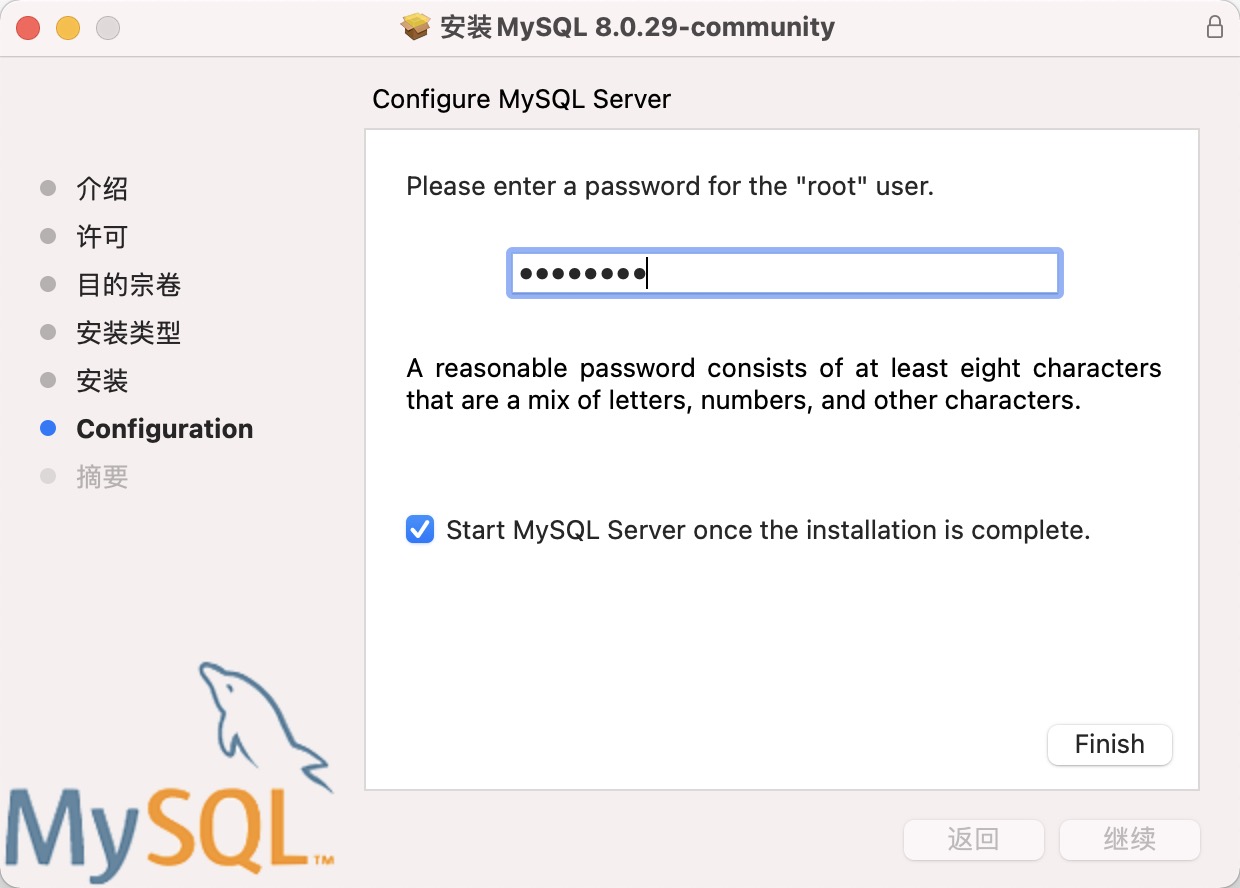 安装 MySQL 8.0.29-community
Configure MySQL Server
介绍
许可
目的宗卷
安装类型
安装
Configuration
摘要
Please enter a password for the "root" user.
••••••••
A reasonable password consists of at least eight characters
that are a mix of letters, numbers, and other characters.
Start MySQL Server once the installation is complete.
Finish
MySQL™
返回
继续